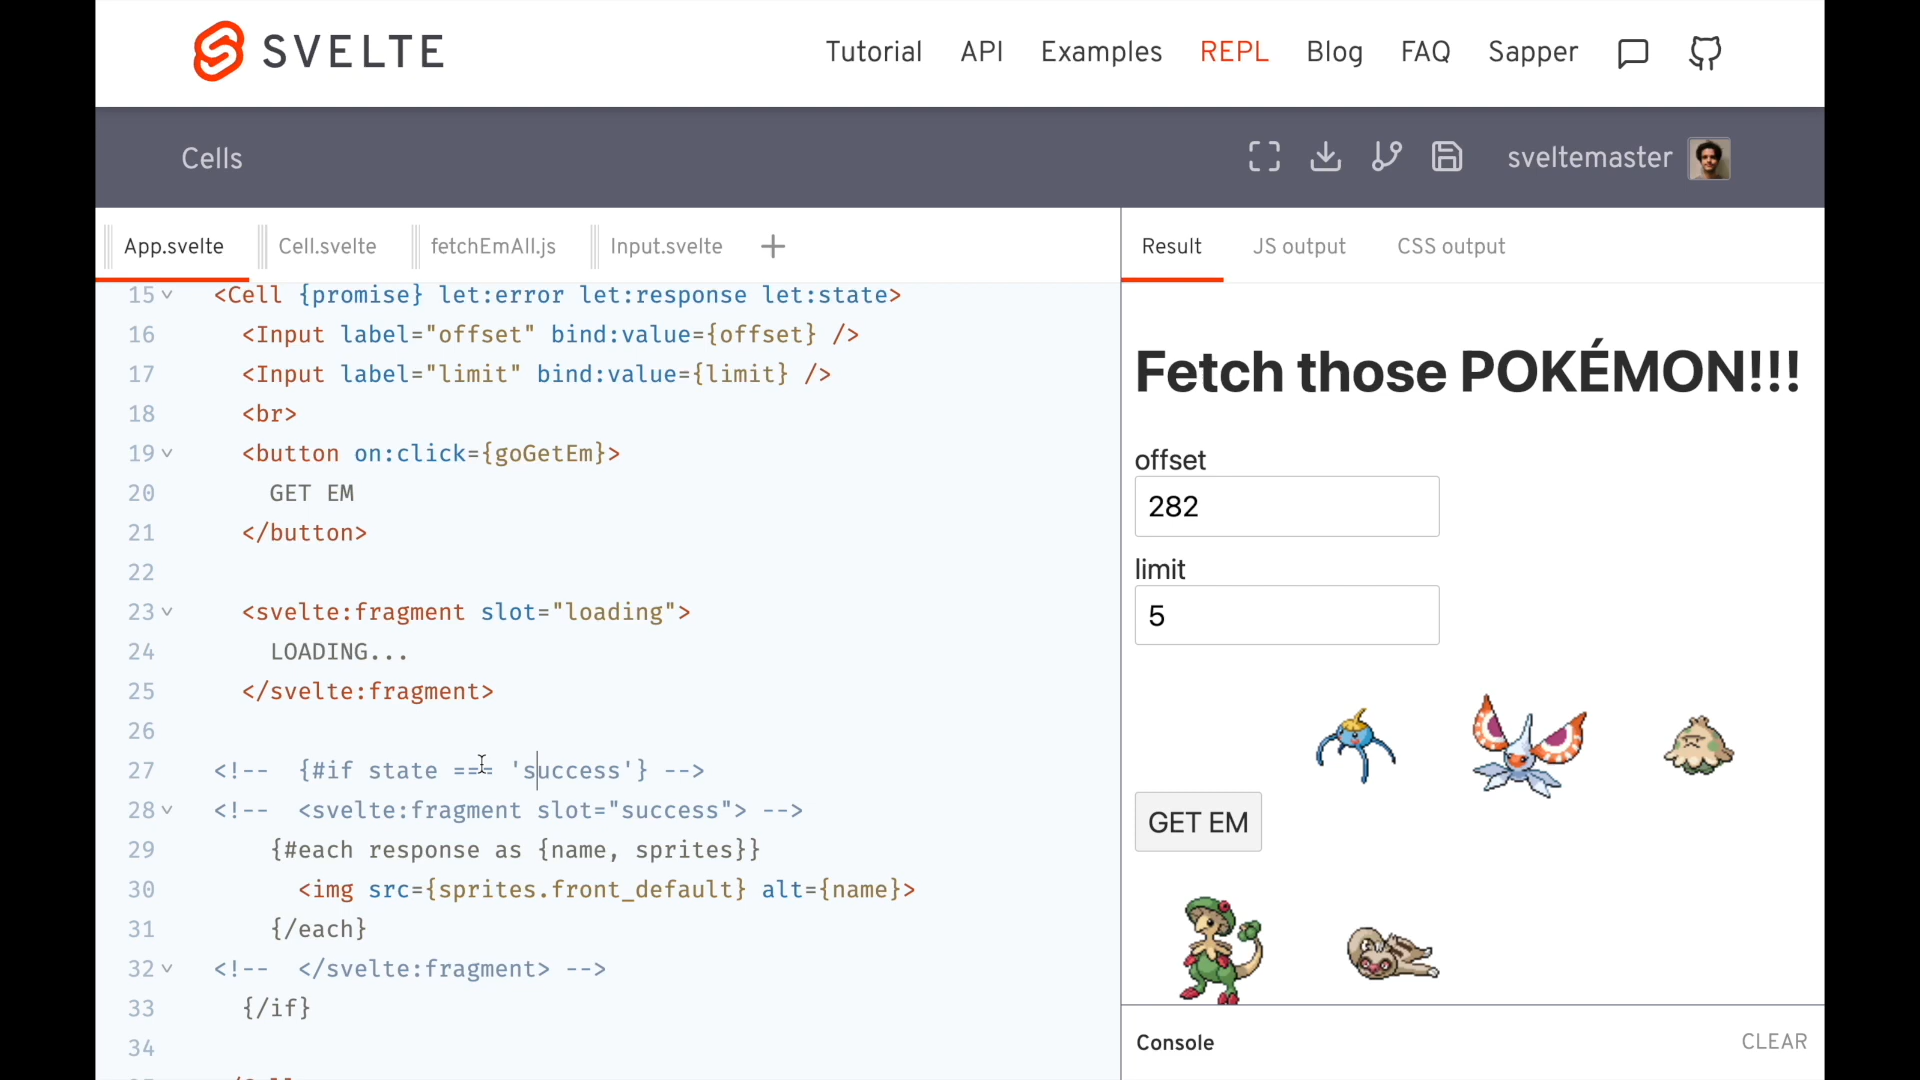 SVELTE
Tutorial API Examples REPL Blog FAQ Sapper
Cells
sveltemaster
App.svelte Cell.svelte fetchEmAll.js Input.svelte +
15 <Cell {promise} let:error let:response let:state>
16 <Input label="offset" bind:value={offset} />
17 <Input label="limit" bind:value={limit} />
18 <br>
19 <button on:click={goGetEm}>
20 GET EM
21 </button>
22
23 <svelte:fragment slot="loading">
24 LOADING...
25 </svelte:fragment>
26
27 <!-- {#if state === 'success'} -->
28 <!-- <svelte:fragment slot="success"> -->
29 {#each response as {name, sprites}}
30 <img src={sprites.front_default} alt={name}>
31 {/each}
32 <!-- </svelte:fragment> -->
33 {/if}
34
Result JS output CSS output
Fetch those POKÉMON!!!
offset
282
limit
5
GET EM
Console CLEAR